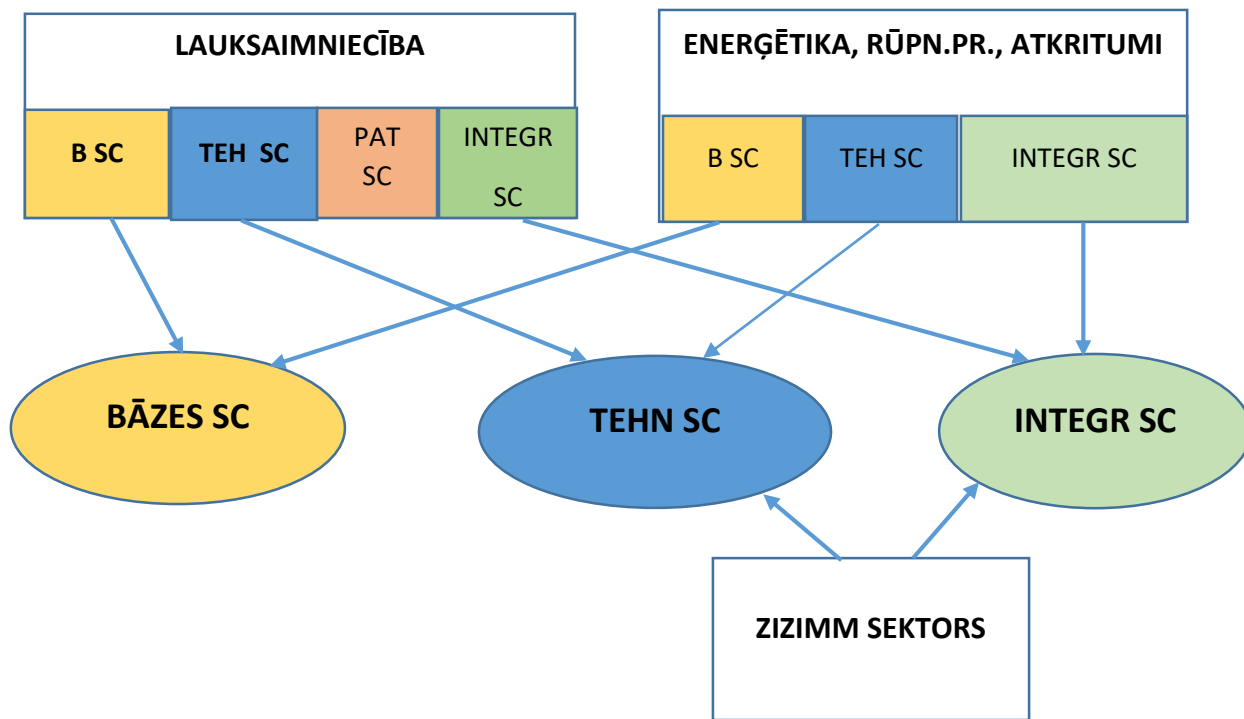 LAUKSAIMNIECĪBA
ENERĢĒTIKA, RŪPN.PR., ATKRITUMI
B SC
TEH SC
PAT
SC
INTEGR
SC
B SC
TEH SC
INTEGR SC
BĀZES SC
TEHN SC
INTEGR SC
ZIZIMM SEKTORS